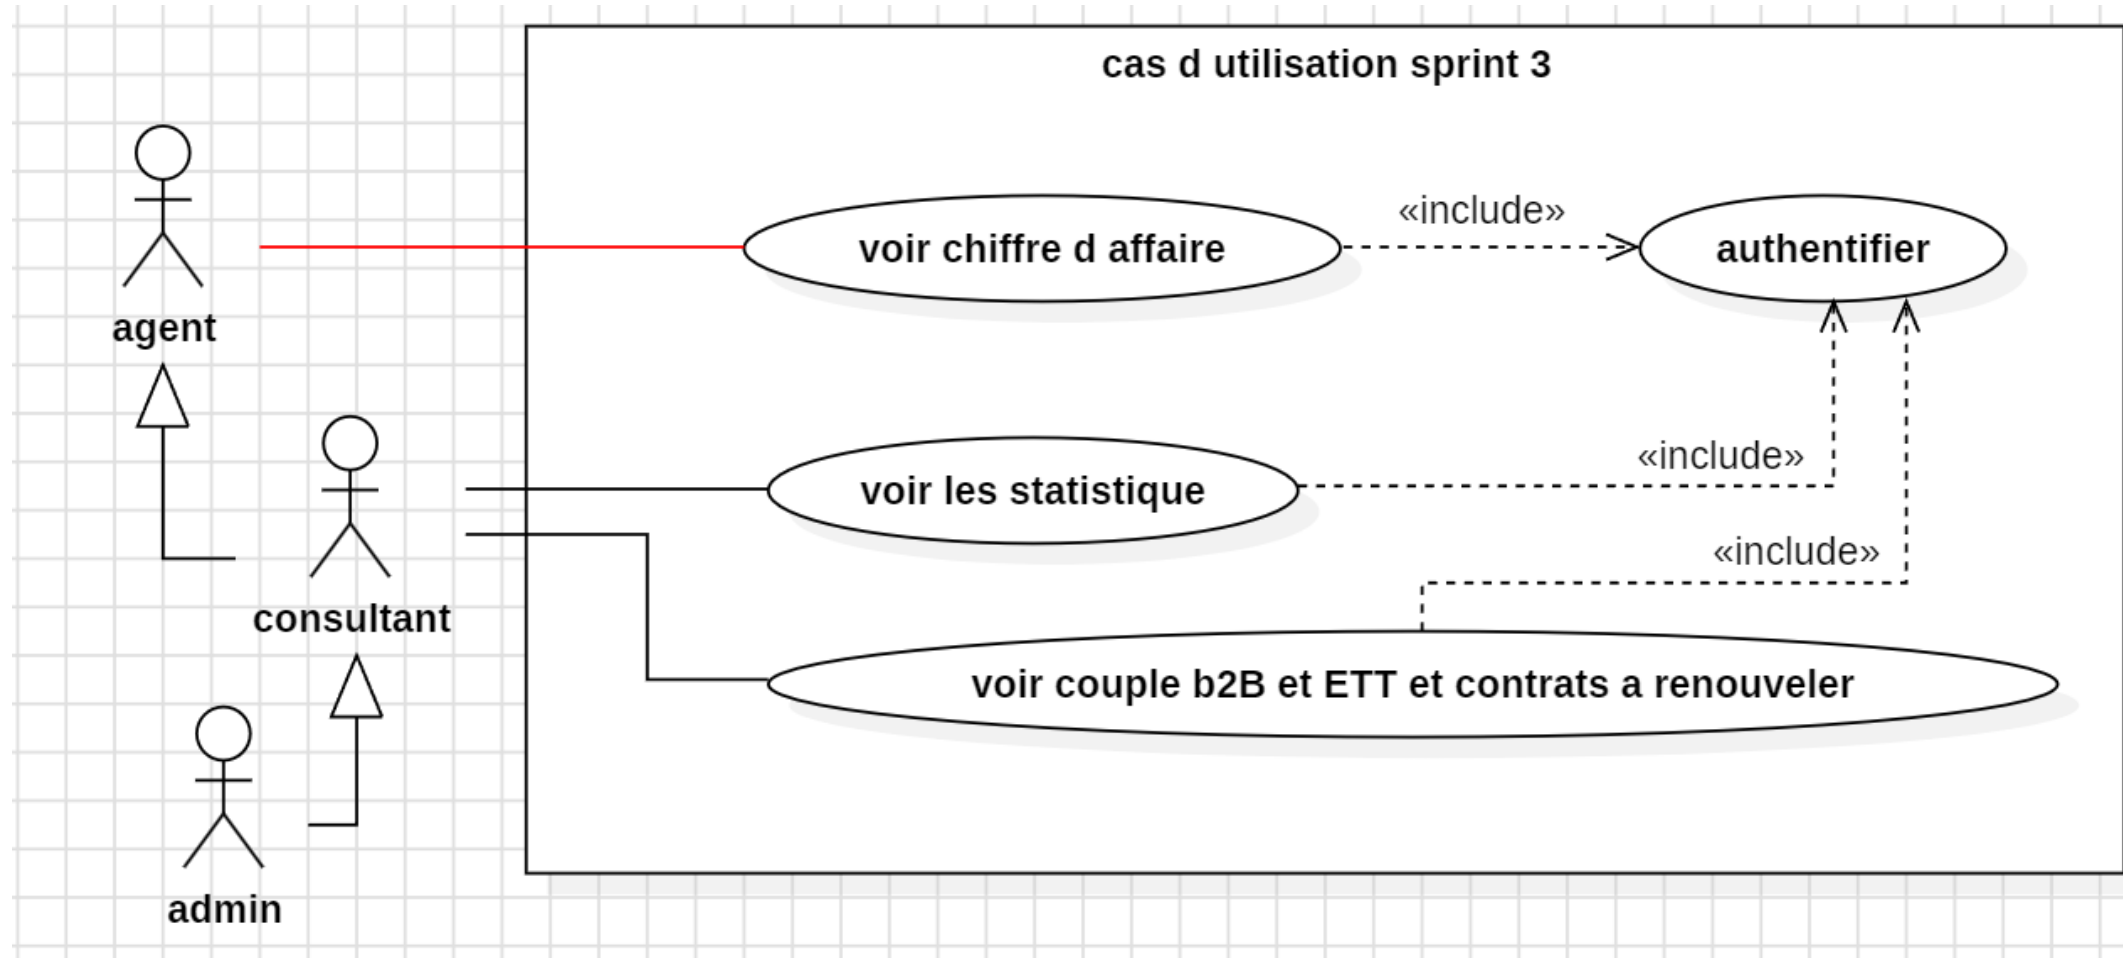 cas d utilisation sprint 3
agent
voir chiffre d affaire
«include»
authentifier
consultant
voir les statistique
«include»
«include»
voir couple b2B et ETT et contrats a renouveler
admin